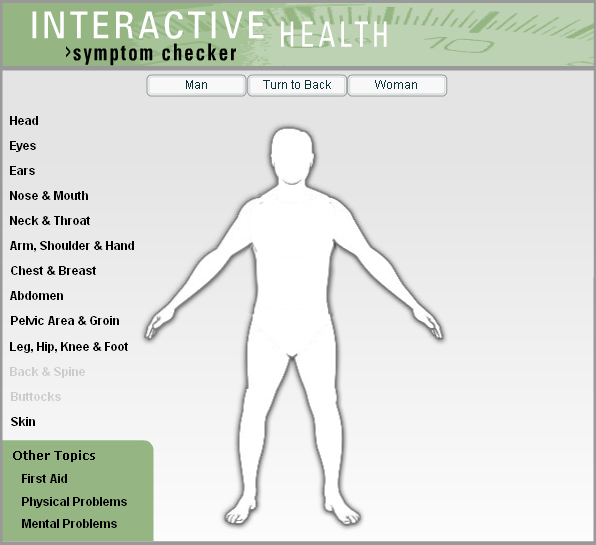 INTERACTIVE HEALTH
>symptom checker
10
Man Turn to Back Woman
Head
Eyes
Ears
Nose & Mouth
Neck & Throat
Arm, Shoulder & Hand
Chest & Breast
Abdomen
Pelvic Area & Groin
Leg, Hip, Knee & Foot
Back & Spine
Buttocks
Skin
Other Topics
First Aid
Physical Problems
Mental Problems